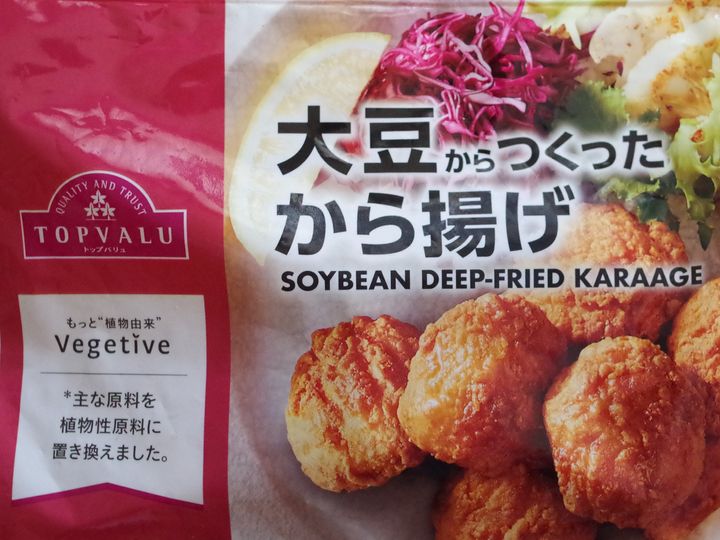 QUALITY AND TRUST
TOPVALU
トップバリュ
もっと“植物由来”
Vegetive
*主な原料を
植物性原料に
置き換えました。
大豆からつくった
から揚げ
SOYBEAN DEEP-FRIED KARAAGE